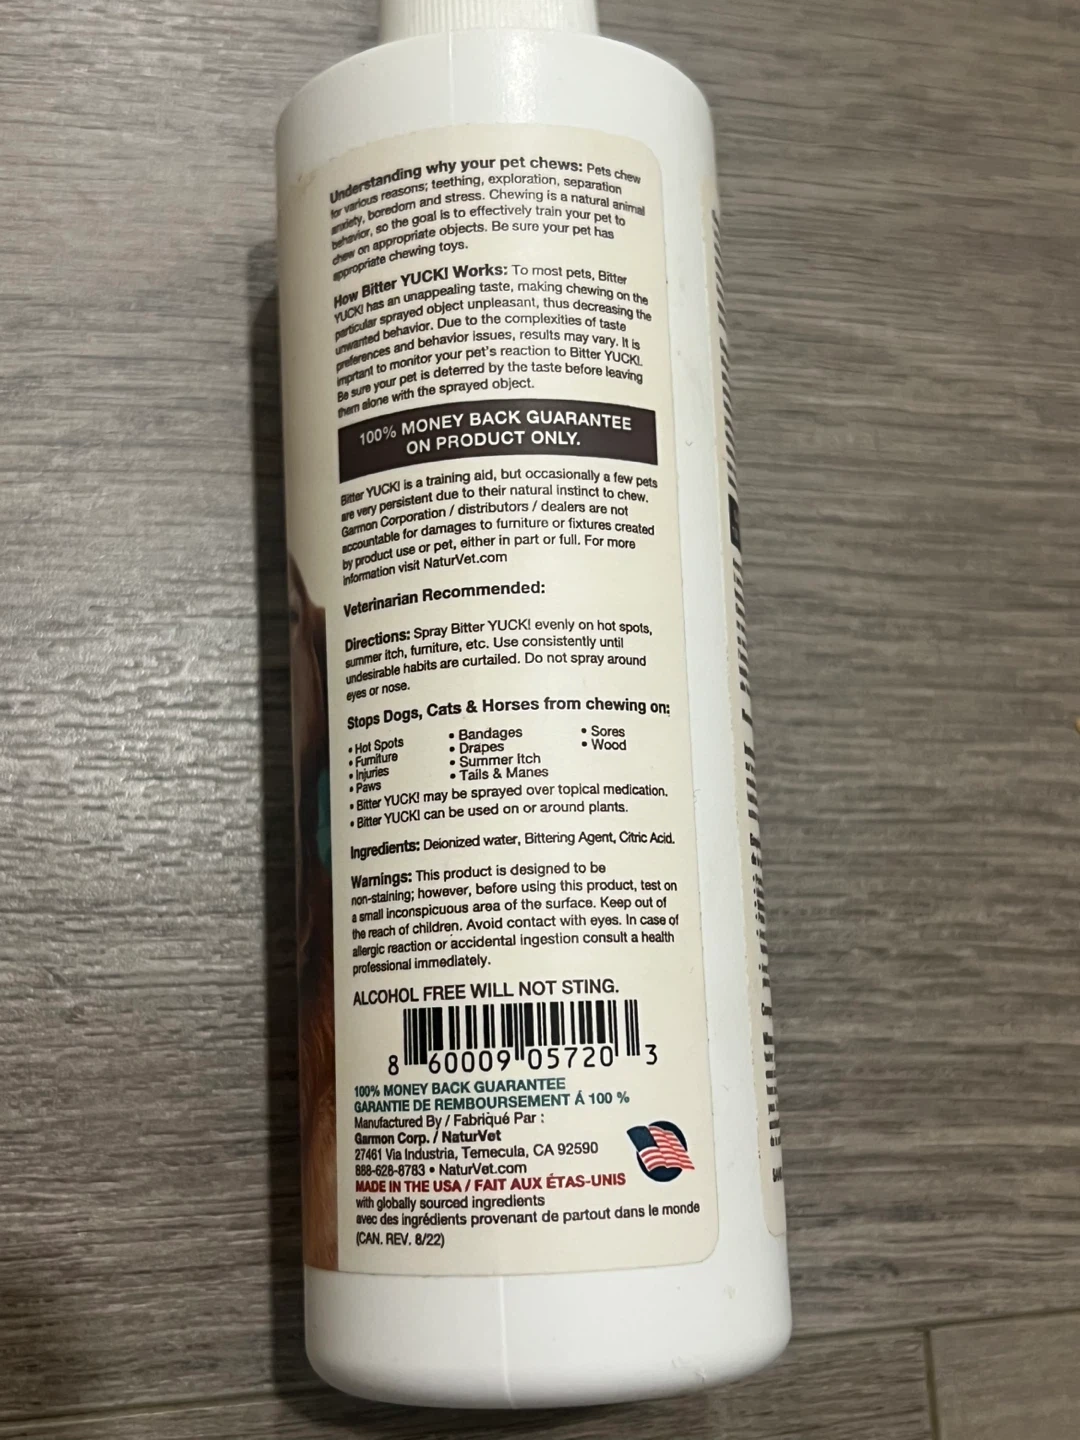 Understanding why your pet chews: Pets chew
for various reasons; teething, exploration, separation
anxiety, boredom and stress. Chewing is a natural animal
behavior, so the goal is to effectively train your pet to
chew on appropriate objects. Be sure your pet has
appropriate chewing toys.
How Bitter YUCK! Works: To most pets, Bitter
YUCK! has an unappealing taste, making chewing on the
particular sprayed object unpleasant, thus decreasing the
unwanted behavior. Due to the complexities of taste
preferences and behavior issues, results may vary. It is
imprtant to monitor your pet's reaction to Bitter YUCK!.
Be sure your pet is deterred by the taste before leaving
them alone with the sprayed object.
100% MONEY BACK GUARANTEE
ON PRODUCT ONLY.
Bitter YUCK! is a training aid, but occasionally a few pets
are very persistent due to their natural instinct to chew.
Garmon Corporation / distributors / dealers are not
accountable for damages to furniture or fixtures created
by product use or pet, either in part or full. For more
information visit NaturVet.com
Veterinarian Recommended:
Directions: Spray Bitter YUCK! evenly on hot spots,
summer itch, furniture, etc. Use consistently until
undesirable habits are curtailed. Do not spray around
eyes or nose.
Stops Dogs, Cats & Horses from chewing on:
• Hot Spots
• Furniture
• Injuries
• Paws
• Bandages
• Drapes
• Summer Itch
• Tails & Manes
• Sores
• Wood
• Bitter YUCK! may be sprayed over topical medication.
• Bitter YUCK! can be used on or around plants.
Ingredients: Deionized water, Bittering Agent, Citric Acid.
Warnings: This product is designed to be
non-staining; however, before using this product, test on
a small inconspicuous area of the surface. Keep out of
the reach of children. Avoid contact with eyes. In case of
allergic reaction or accidental ingestion consult a health
professional immediately.
ALCOHOL FREE WILL NOT STING.
8 60009 05720 3
100% MONEY BACK GUARANTEE
GARANTIE DE REMBOURSEMENT Á 100 %
Manufactured By / Fabriqué Par :
Garmon Corp. / NaturVet
27461 Via Industria, Temecula, CA 92590
888-628-8783 • NaturVet.com
MADE IN THE USA / FAIT AUX ÉTAS-UNIS
with globally sourced ingredients
avec des ingrédients provenant de partout dans le monde
(CAN. REV. 8/22)